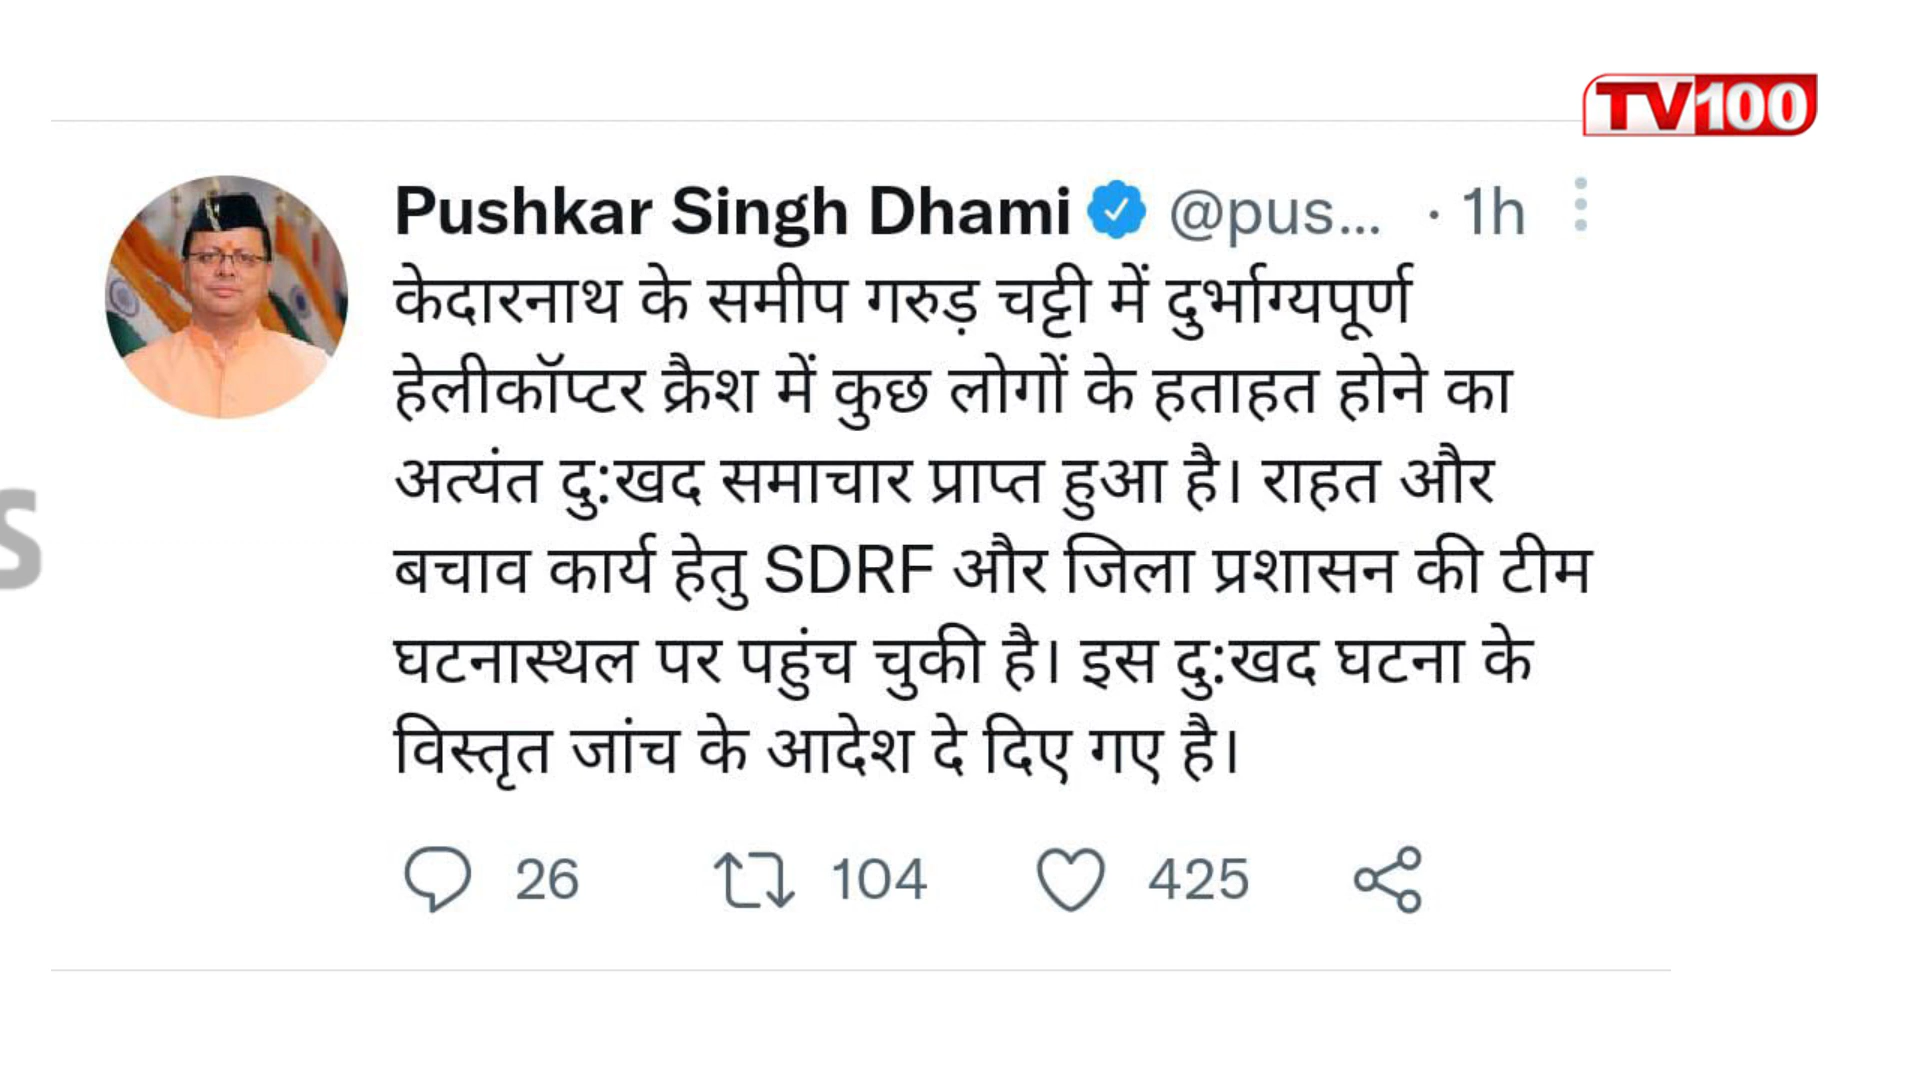 TV100
Pushkar Singh Dhami @pus... · 1h
केदारनाथ के समीप गरुड़ चट्टी में दुर्भाग्यपूर्ण
हेलीकॉप्टर क्रैश में कुछ लोगों के हताहत होने का
अत्यंत दु:खद समाचार प्राप्त हुआ है। राहत और
बचाव कार्य हेतु SDRF और जिला प्रशासन की टीम
घटनास्थल पर पहुंच चुकी है। इस दु:खद घटना के
विस्तृत जांच के आदेश दे दिए गए है।
26 104 425
S